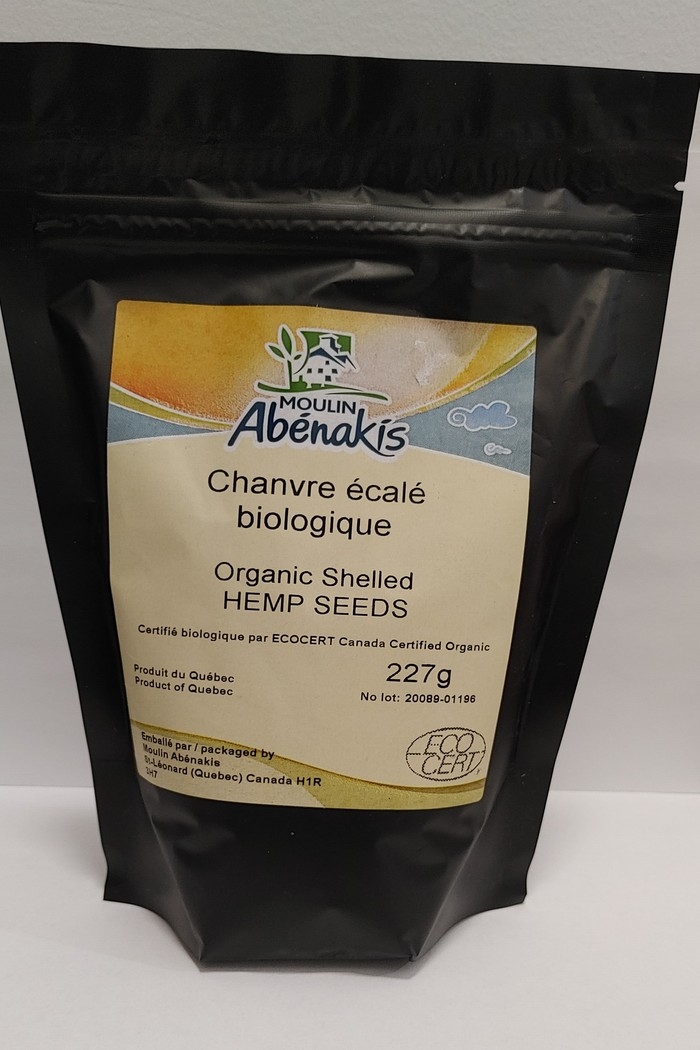 MOULIN
Abénakis
Chanvre écalé
biologique
Organic Shelled
HEMP SEEDS
Certifié biologique par ECOCERT Canada Certified Organic
Produit du Québec
Product of Quebec
227g
No lot: 20089-01196
Emballé par / packaged by
Moulin Abénakis
St-Léonard (Quebec) Canada H1R
3H7
ECO
CERT